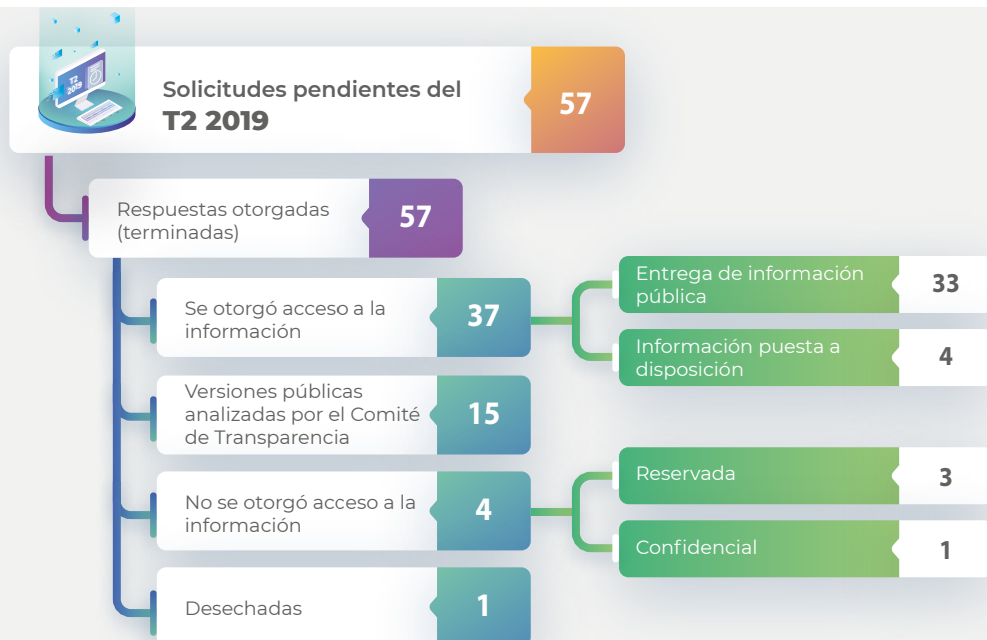 T2
2019
Solicitudes pendientes del
T2 2019
57
Respuestas otorgadas
(terminadas)
57
Se otorgó acceso a la
información
37
Entrega de información
pública
33
Información puesta a
disposición
4
Versiones públicas
analizadas por el Comité
de Transparencia
15
No se otorgó acceso a la
información
4
Reservada
3
Confidencial
1
Desechadas
1